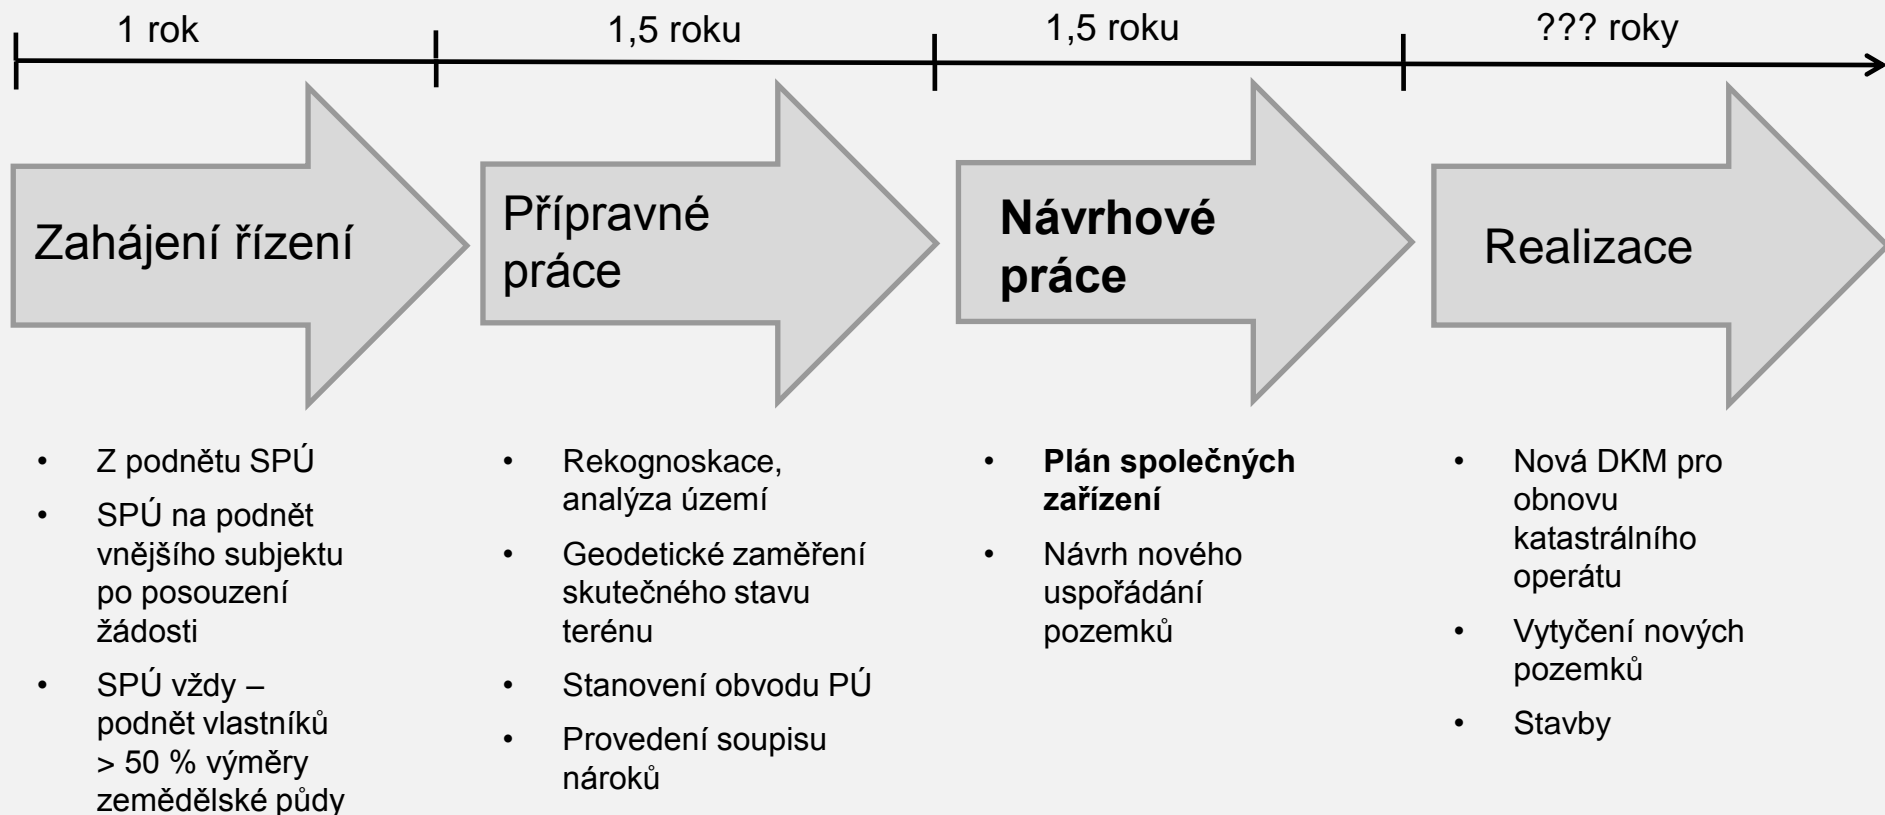 1 rok
1,5 roku
1,5 roku
??? roky
Zahájení řízení
Přípravné
práce
Návrhové
práce
Realizace
• Z podnětu SPÚ
• SPÚ na podnět
vnějšího subjektu
po posouzení
žádosti
• SPÚ vždy –
podnět vlastníků
> 50 % výměry
zemědělské půdy
• Rekognoskace,
analýza území
• Geodetické zaměření
skutečného stavu
terénu
• Stanovení obvodu PÚ
• Provedení soupisu
nároků
• Plán společných
zařízení
• Návrh nového
uspořádání
pozemků
• Nová DKM pro
obnovu
katastrálního
operátu
• Vytyčení nových
pozemků
• Stavby